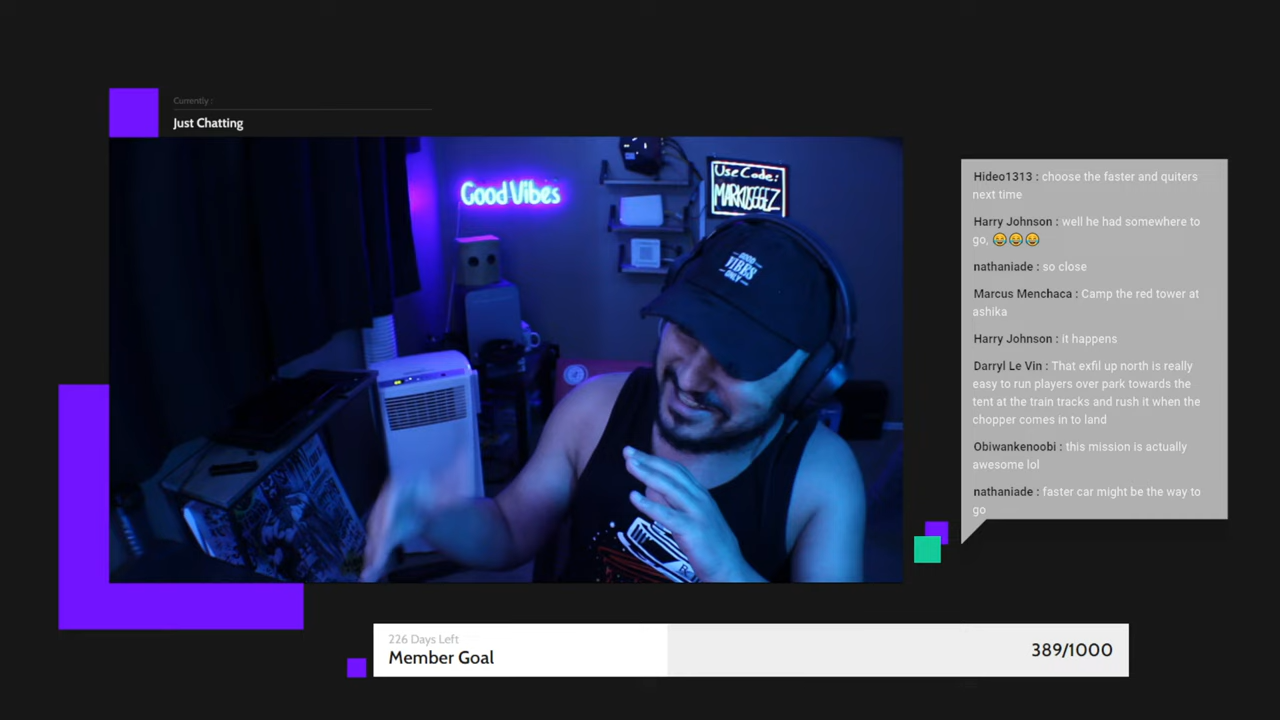 Currently :
Just Chatting
Good Vibes
Use Code:
GOOD
VIBES
ONLY
Hideo1313 : choose the faster and quiters
next time
Harry Johnson : well he had somewhere to
go, 😂😂😂
nathaniade : so close
Marcus Menchaca : Camp the red tower at
ashika
Harry Johnson : it happens
Darryl Le Vin : That exfil up north is really
easy to run players over park towards the
tent at the train tracks and rush it when the
chopper comes in to land
Obiwankenoobi : this mission is actually
awesome lol
nathaniade : faster car might be the way to
go
226 Days Left
Member Goal
389/1000